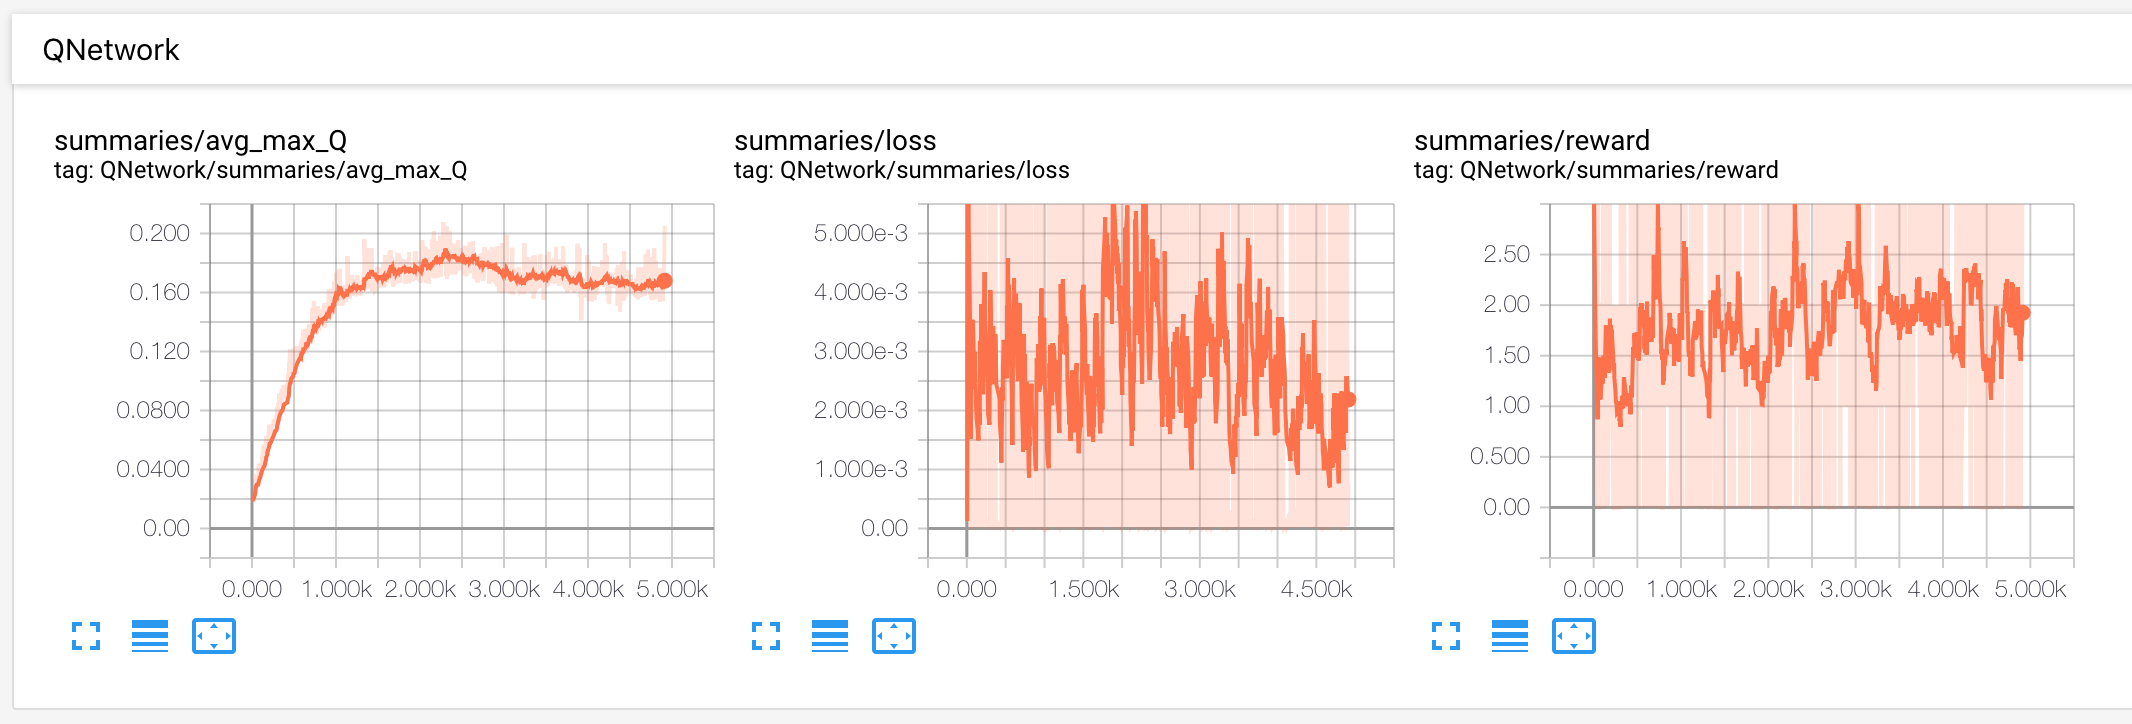 QNetwork
summaries/avg_max_Q
tag: QNetwork/summaries/avg_max_Q
0.200
0.160
0.120
0.0800
0.0400
0.00
0.000 1.000k 2.000k 3.000k 4.000k 5.000k
summaries/loss
tag: QNetwork/summaries/loss
5.000e-3
4.000e-3
3.000e-3
2.000e-3
1.000e-3
0.00
0.000 1.500k 3.000k 4.500k
summaries/reward
tag: QNetwork/summaries/reward
2.50
2.00
1.50
1.00
0.500
0.00
0.000 1.000k 2.000k 3.000k 4.000k 5.000k